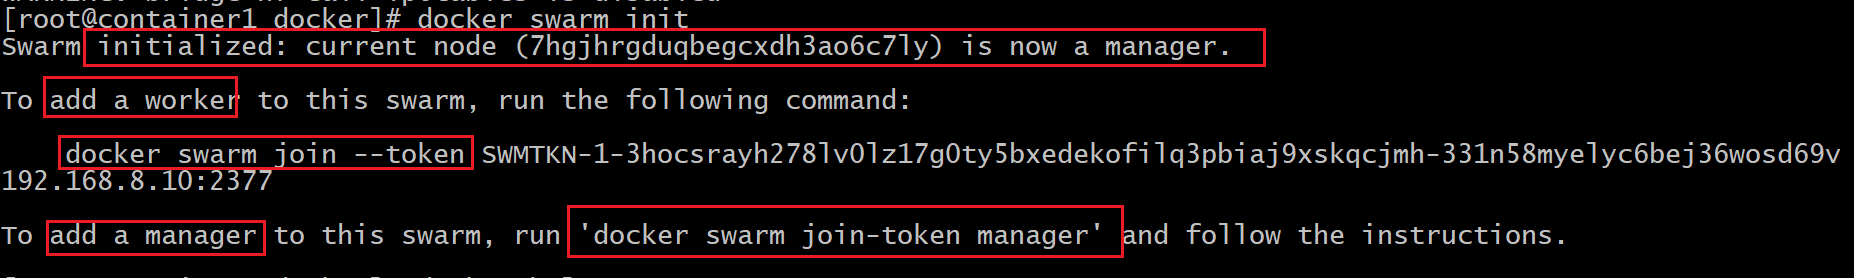 [root@container1 docker]# docker swarm init
Swarm initialized: current node (7hgjhrgduqbegcxdh3ao6c7ly) is now a manager.
To add a worker to this swarm, run the following command:
docker swarm join --token SWMTKN-1-3hocsrayh278lv0lz17g0ty5bxedekofilq3pbiaj9xskqcjmh-331n58myelyc6bej36wosd69v
192.168.8.10:2377
To add a manager to this swarm, run 'docker swarm join-token manager' and follow the instructions.